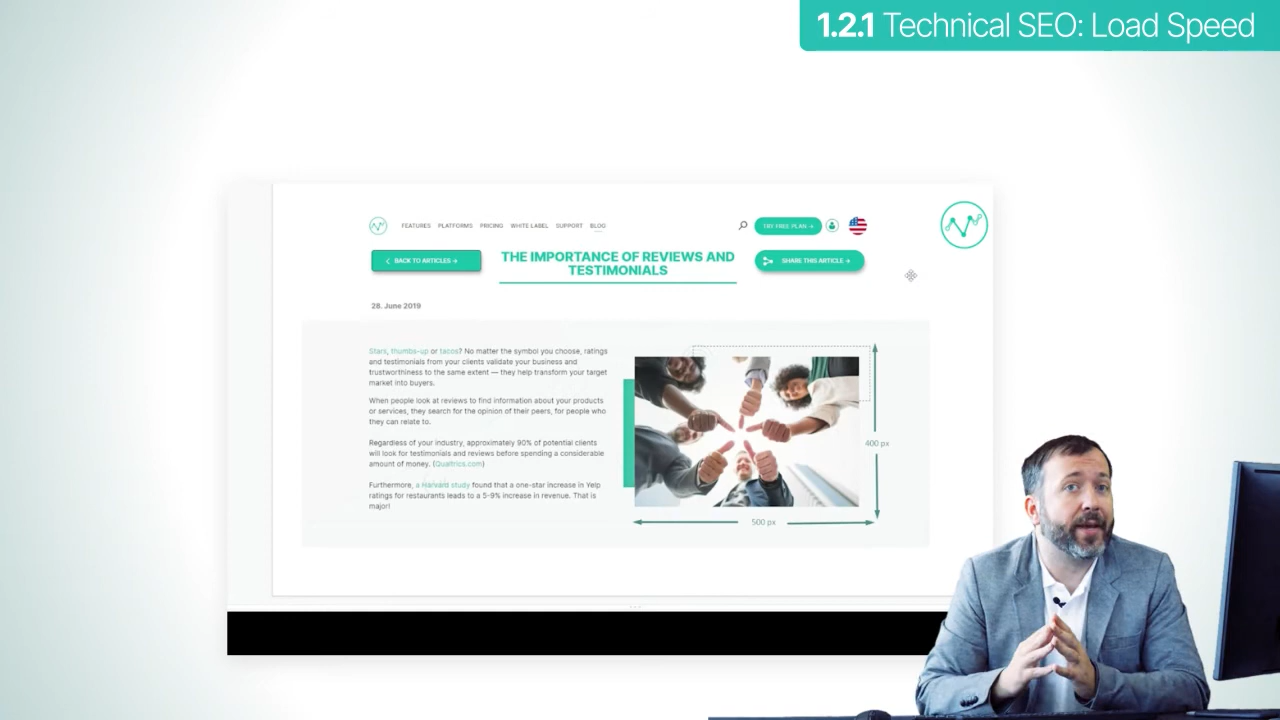 1.2.1 Technical SEO: Load Speed
FEATURES PLATFORMS PRICING WHITE LABEL SUPPORT BLOG
TRY FREE PLAN →
BACK TO ARTICLES →
THE IMPORTANCE OF REVIEWS AND
TESTIMONIALS
SHARE THIS ARTICLE →
28. June 2019
Stars, thumbs-up or tacos? No matter the symbol you choose, ratings
and testimonials from your clients validate your business and
trustworthiness to the same extent — they help transform your target
market into buyers.
When people look at reviews to find information about your products
or services, they search for the opinion of their peers, for people who
they can relate to.
Regardless of your industry, approximately 90% of potential clients
will look for testimonials and reviews before spending a considerable
amount of money. (Qualtrics.com)
Furthermore, a Harvard study found that a one-star increase in Yelp
ratings for restaurants leads to a 5-9% increase in revenue. That is
major!
400 px
500 px